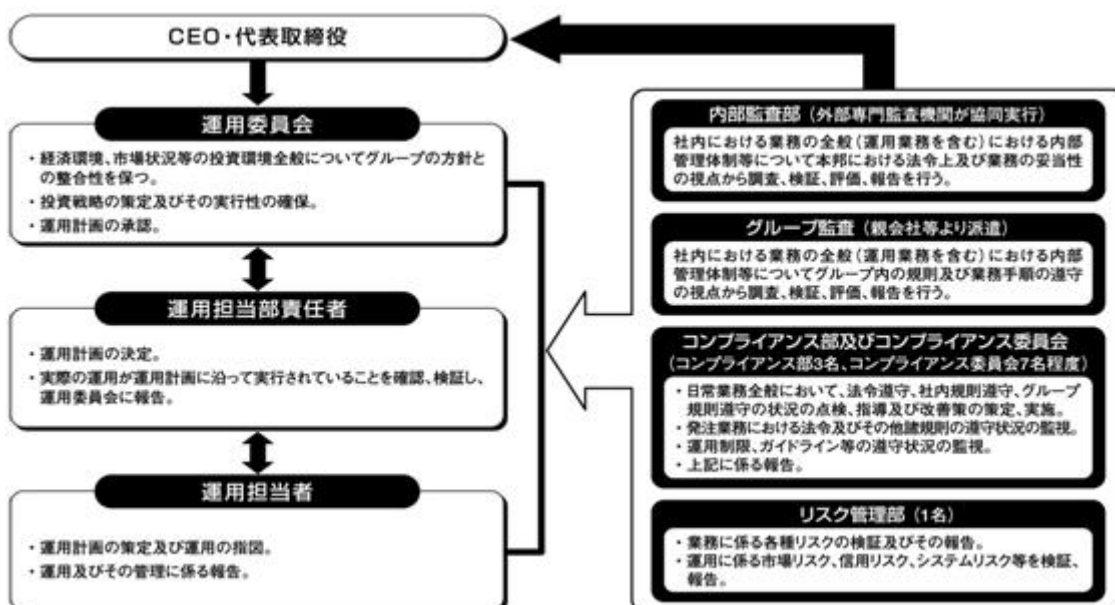 CEO・代表取締役
運用委員会
・経済環境、市場状況等の投資環境全般についてグループの方針と
の整合性を保つ。
・投資戦略の策定及びその実行性の確保。
・運用計画の承認。
運用担当部責任者
・運用計画の決定。
・実際の運用が運用計画に沿って実行されていることを確認、検証し、
運用委員会に報告。
運用担当者
・運用計画の策定及び運用の指図。
・運用及びその管理に係る報告。
内部監査部（外部専門監査機関が協同実行）
社内における業務の全般（運用業務を含む）における内部
管理体制等について本邦における法令上及び業務の妥当性
の視点から調査、検証、評価、報告を行う。
グループ監査（親会社等より派遣）
社内における業務の全般（運用業務を含む）における内部
管理体制等についてグループ内の規則及び業務手順の遵守
の視点から調査、検証、評価、報告を行う。
コンプライアンス部及びコンプライアンス委員会
（コンプライアンス部3名、コンプライアンス委員会7名程度）
・日常業務全般において、法令遵守、社内規則遵守、グループ
規則遵守の状況の点検、指導及び改善策の策定、実施。
・発注業務における法令及びその他諸規則の遵守状況の監視。
・運用制限、ガイドライン等の遵守状況の監視。
・上記に係る報告。
リスク管理部（1名）
・業務に係る各種リスクの検証及びその報告。
・運用に係る市場リスク、信用リスク、システムリスク等を検証、
報告。